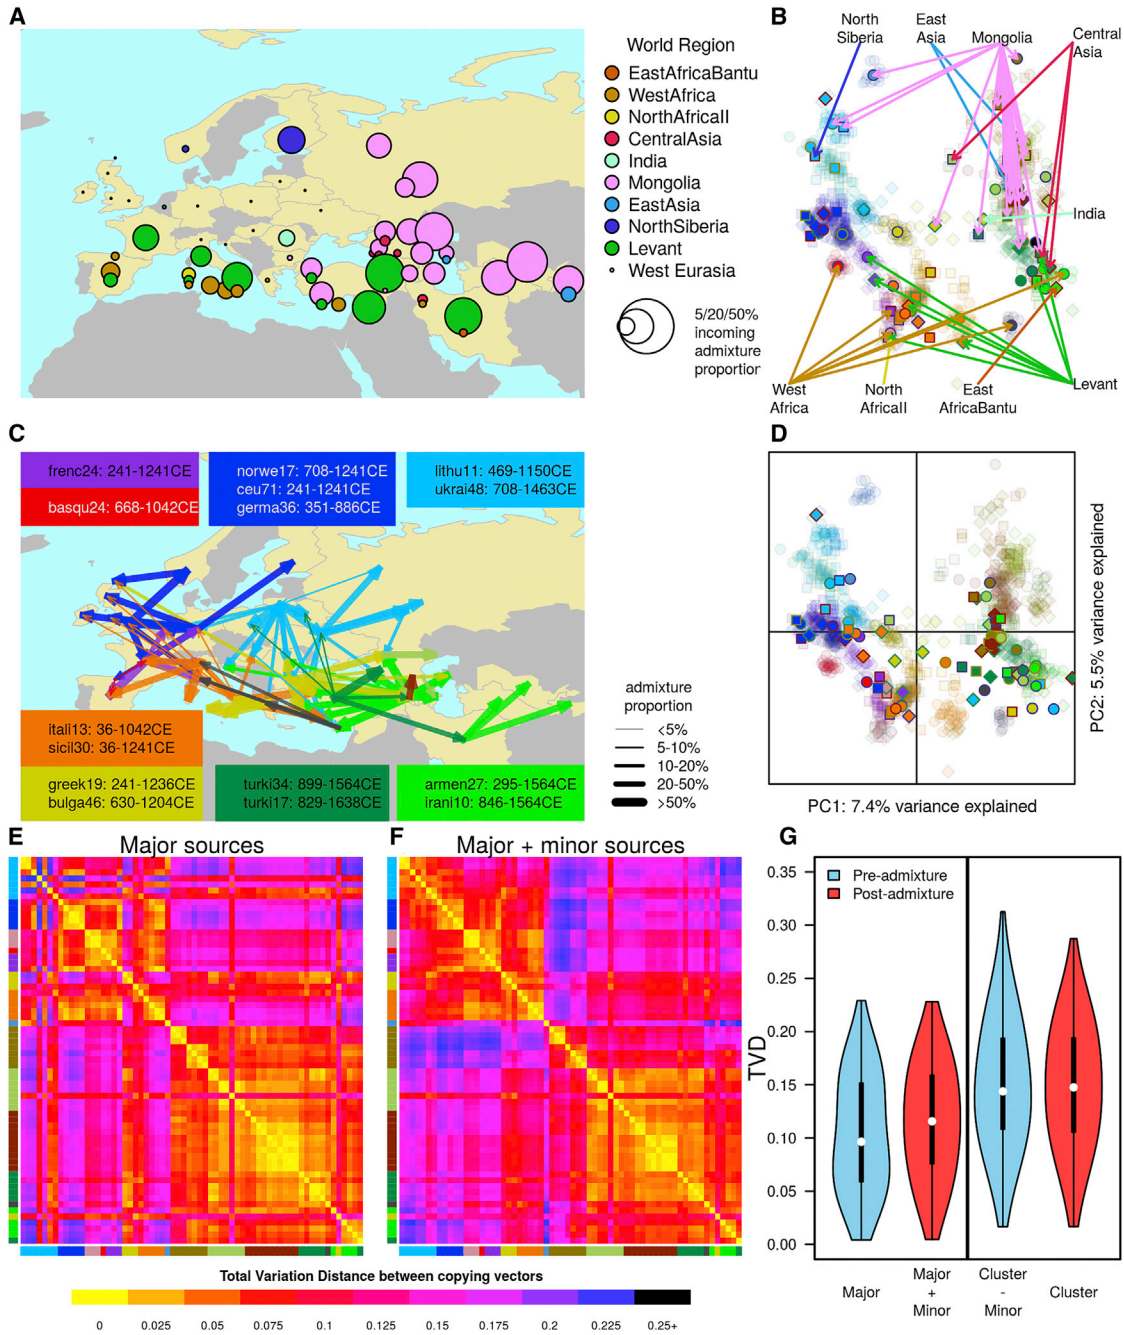 A
World Region
EastAfricaBantu
WestAfrica
NorthAfricaII
CentralAsia
India
Mongolia
EastAsia
NorthSiberia
Levant
West Eurasia
5/20/50%
incoming
admixture
proportion
B
North
Siberia
East
Asia
Mongolia
Central
Asia
India
West
Africa
North
AfricaII
East
AfricaBantu
Levant
C
frenc24: 241-1241CE
basqu24: 668-1042CE
norwe17: 708-1241CE
ceu71: 241-1241CE
germa36: 351-886CE
lithu11: 469-1150CE
ukrai48: 708-1463CE
itali13: 36-1042CE
sicil30: 36-1241CE
greek19: 241-1236CE
bulga46: 630-1204CE
turki34: 899-1564CE
turki17: 829-1638CE
armen27: 295-1564CE
irani10: 846-1564CE
admixture
proportion
<5%
5-10%
10-20%
20-50%
>50%
D
PC2: 5.5% variance explained
PC1: 7.4% variance explained
E
Major sources
F
Major + minor sources
Total Variation Distance between copying vectors
0 0.025 0.05 0.075 0.1 0.125 0.15 0.175 0.2 0.225 0.25+
G
Pre-admixture
Post-admixture
TVD
0.35
0.30
0.25
0.20
0.15
0.10
0.05
0.00
Major
Major
+
Minor
Cluster
-
Minor
Cluster